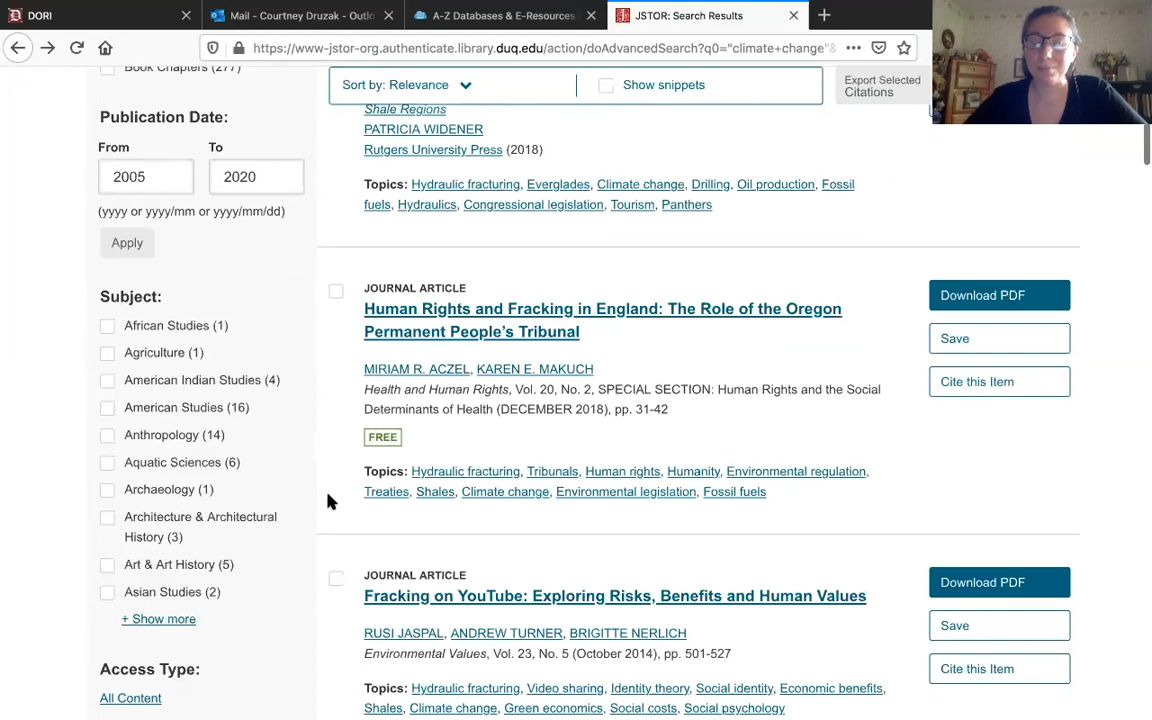 DORI
Mail - Courtney Druzak - Outlo
A-Z Databases & E-Resources
JSTOR: Search Results
https://www-jstor-org.authenticate.library.duq.edu/action/doAdvancedSearch?q0="climate+change"&
Book Chapters (277)
Publication Date:
From To
2005 2020
(yyyy or yyyy/mm or yyyy/mm/dd)
Apply
Subject:
African Studies (1)
Agriculture (1)
American Indian Studies (4)
American Studies (16)
Anthropology (14)
Aquatic Sciences (6)
Archaeology (1)
Architecture & Architectural
History (3)
Art & Art History (5)
Asian Studies (2)
+ Show more
Access Type:
All Content
Sort by: Relevance
Show snippets
Export Selected
Citations
Shale Regions
PATRICIA WIDENER
Rutgers University Press (2018)
Topics: Hydraulic fracturing, Everglades, Climate change, Drilling, Oil production, Fossil
fuels, Hydraulics, Congressional legislation, Tourism, Panthers
JOURNAL ARTICLE
Human Rights and Fracking in England: The Role of the Oregon
Permanent People's Tribunal
MIRIAM R. ACZEL, KAREN E. MAKUCH
Health and Human Rights, Vol. 20, No. 2, SPECIAL SECTION: Human Rights and the Social
Determinants of Health (DECEMBER 2018), pp. 31-42
FREE
Topics: Hydraulic fracturing, Tribunals, Human rights, Humanity, Environmental regulation,
Treaties, Shales, Climate change, Environmental legislation, Fossil fuels
Download PDF
Save
Cite this Item
JOURNAL ARTICLE
Fracking on YouTube: Exploring Risks, Benefits and Human Values
RUSI JASPAL, ANDREW TURNER, BRIGITTE NERLICH
Environmental Values, Vol. 23, No. 5 (October 2014), pp. 501-527
Topics: Hydraulic fracturing, Video sharing, Identity theory, Social identity, Economic benefits,
Shales, Climate change, Green economics, Social costs, Social psychology
Download PDF
Save
Cite this Item